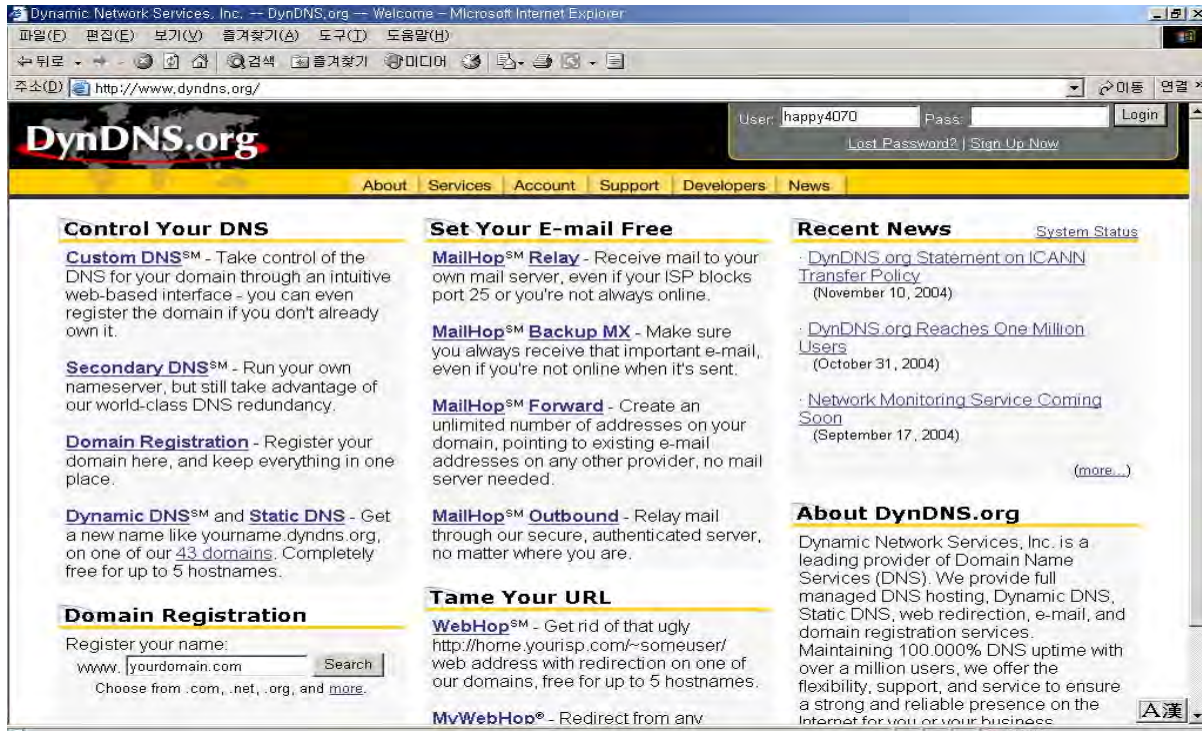 Dynamic Network Services, Inc. -- DynDNS.org -- Welcome - Microsoft Internet Explorer
파일(F) 편집(E) 보기(V) 즐겨찾기(A) 도구(T) 도움말(H)
뒤로 검색 즐겨찾기 미디어
주소(D) http://www.dyndns.org/ 이동 연결 »
DynDNS.org
User: happy4070 Pass: Login
Lost Password? | Sign Up Now
About Services Account Support Developers News
Control Your DNS
Custom DNS℠ - Take control of the
DNS for your domain through an intuitive
web-based interface - you can even
register the domain if you don't already
own it.
Secondary DNS℠ - Run your own
nameserver, but still take advantage of
our world-class DNS redundancy.
Domain Registration - Register your
domain here, and keep everything in one
place.
Dynamic DNS℠ and Static DNS - Get
a new name like yourname.dyndns.org,
on one of our 43 domains. Completely
free for up to 5 hostnames.
Domain Registration
Register your name:
www. yourdomain.com Search
Choose from .com, .net, .org, and more.
Set Your E-mail Free
MailHop℠ Relay - Receive mail to your
own mail server, even if your ISP blocks
port 25 or you're not always online.
MailHop℠ Backup MX - Make sure
you always receive that important e-mail,
even if you're not online when it's sent.
MailHop℠ Forward - Create an
unlimited number of addresses on your
domain, pointing to existing e-mail
addresses on any other provider, no mail
server needed.
MailHop℠ Outbound - Relay mail
through our secure, authenticated server,
no matter where you are.
Tame Your URL
WebHop℠ - Get rid of that ugly
http://home.yourisp.com/~someuser/
web address with redirection on one of
our domains, free for up to 5 hostnames.
MyWebHop® - Redirect from any
Recent News System Status
· DynDNS.org Statement on ICANN
Transfer Policy
(November 10, 2004)
· DynDNS.org Reaches One Million
Users
(October 31, 2004)
· Network Monitoring Service Coming
Soon
(September 17, 2004)
(more...)
About DynDNS.org
Dynamic Network Services, Inc. is a
leading provider of Domain Name
Services (DNS). We provide full
managed DNS hosting, Dynamic DNS,
Static DNS, web redirection, e-mail, and
domain registration services.
Maintaining 100.000% DNS uptime with
over a million users, we offer the
flexibility, support, and service to ensure
a strong and reliable presence on the
Internet for you or your business.
A漢